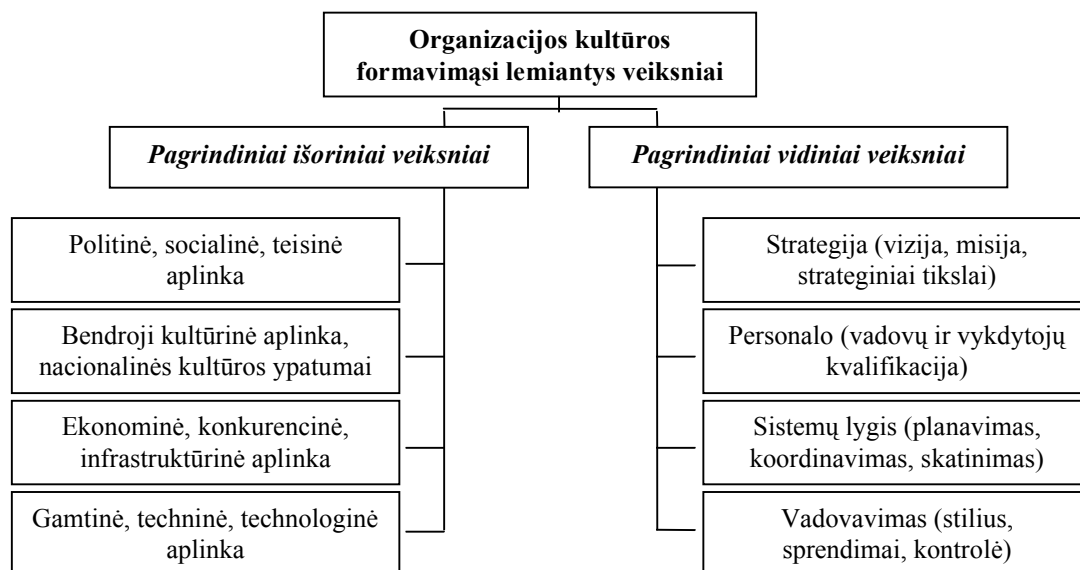 Organizacijos kultūros
formavimąsi lemiantys veiksniai
Pagrindiniai išoriniai veiksniai
Pagrindiniai vidiniai veiksniai
Politinė, socialinė, teisinė
aplinka
Bendroji kultūrinė aplinka,
nacionalinės kultūros ypatumai
Ekonominė, konkurencinė,
infrastruktūrinė aplinka
Gamtinė, techninė, technologinė
aplinka
Strategija (vizija, misija,
strateginiai tikslai)
Personalo (vadovų ir vykdytojų
kvalifikacija)
Sistemų lygis (planavimas,
koordinavimas, skatinimas)
Vadovavimas (stilius,
sprendimai, kontrolė)